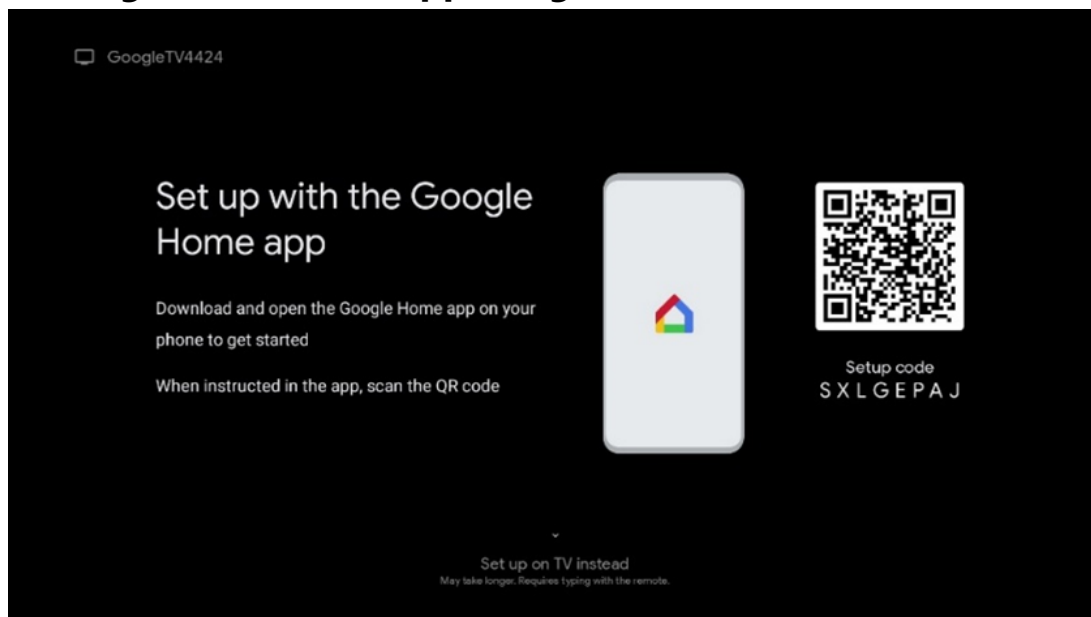 GoogleTV4424
Set up with the Google
Home app
Download and open the Google Home app on your
phone to get started
When instructed in the app, scan the QR code
Setup code
SXLGEPAJ
Set up on TV instead
May take longer. Requires typing with the remote.